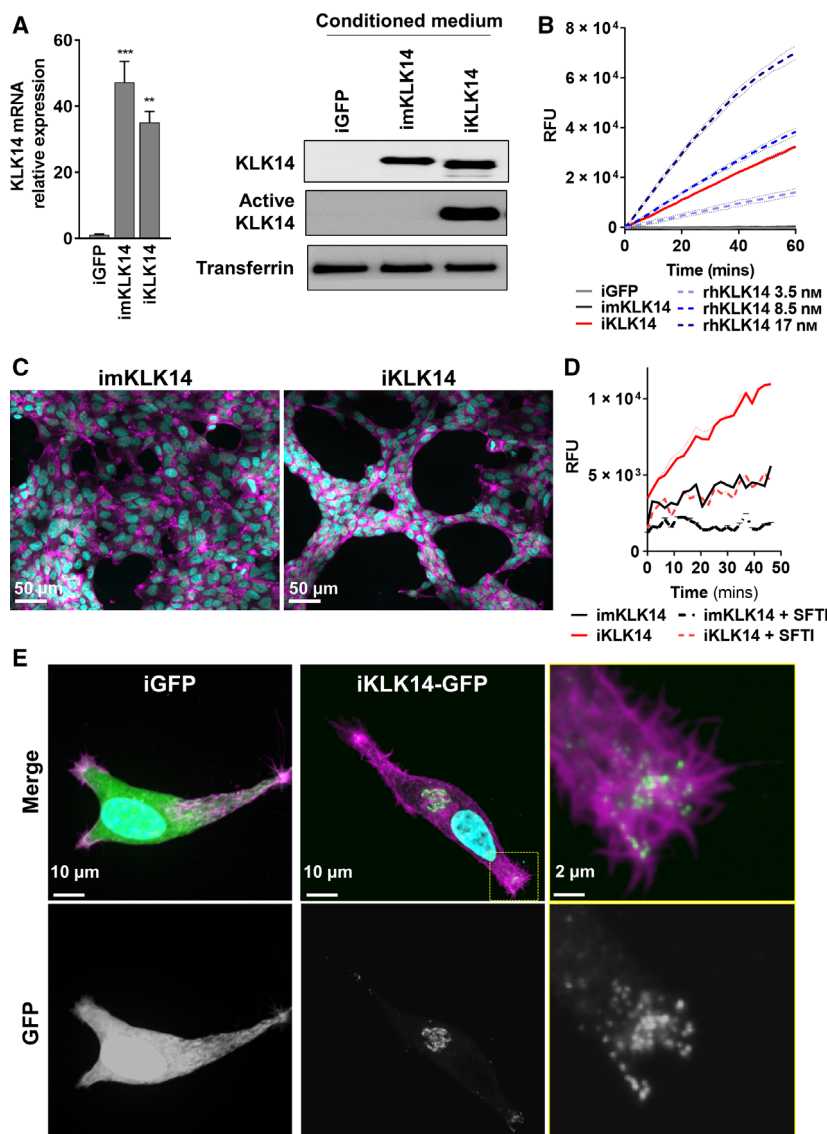 A
KLK14 mRNA
relative expression
60
40
20
0
***
**
iGFP
imKLK14
iKLK14
Conditioned medium
iGFP
imKLK14
iKLK14
KLK14
Active
KLK14
Transferrin
B
RFU
8 × 10⁴
6 × 10⁴
4 × 10⁴
2 × 10⁴
0
0 20 40 60
Time (mins)
iGFP
imKLK14
iKLK14
rhKLK14 3.5 nM
rhKLK14 8.5 nM
rhKLK14 17 nM
C
imKLK14
iKLK14
50 µm
50 µm
D
RFU
1 × 10⁴
5 × 10³
0
0 10 20 30 40 50
Time (mins)
imKLK14
iKLK14
imKLK14 + SFTI
iKLK14 + SFTI
E
iGFP
iKLK14-GFP
Merge
10 µm
10 µm
2 µm
GFP